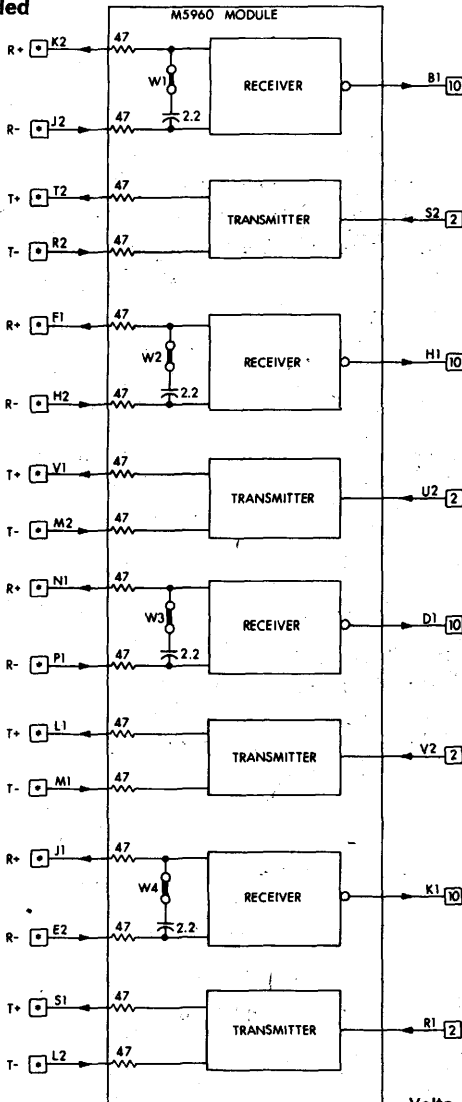 ded
M5960 MODULE
R+ * K2 47
W1
2.2
RECEIVER
B1 10
R- * J2 47
T+ * T2 47
TRANSMITTER
S2 2
T- * R2 47
R+ * F1 47
W2
2.2
RECEIVER
H1 10
R- * H2 47
T+ * V1 47
TRANSMITTER
U2 2
T- * M2 47
R+ * N1 47
W3
2.2
RECEIVER
D1 10
R- * P1 47
T+ * L1 47
TRANSMITTER
V2 2
T- * M1 47
R+ * J1 47
W4
2.2
RECEIVER
K1 10
R- * E2 47
T+ * S1 47
TRANSMITTER
R1 2
T- * L2 47